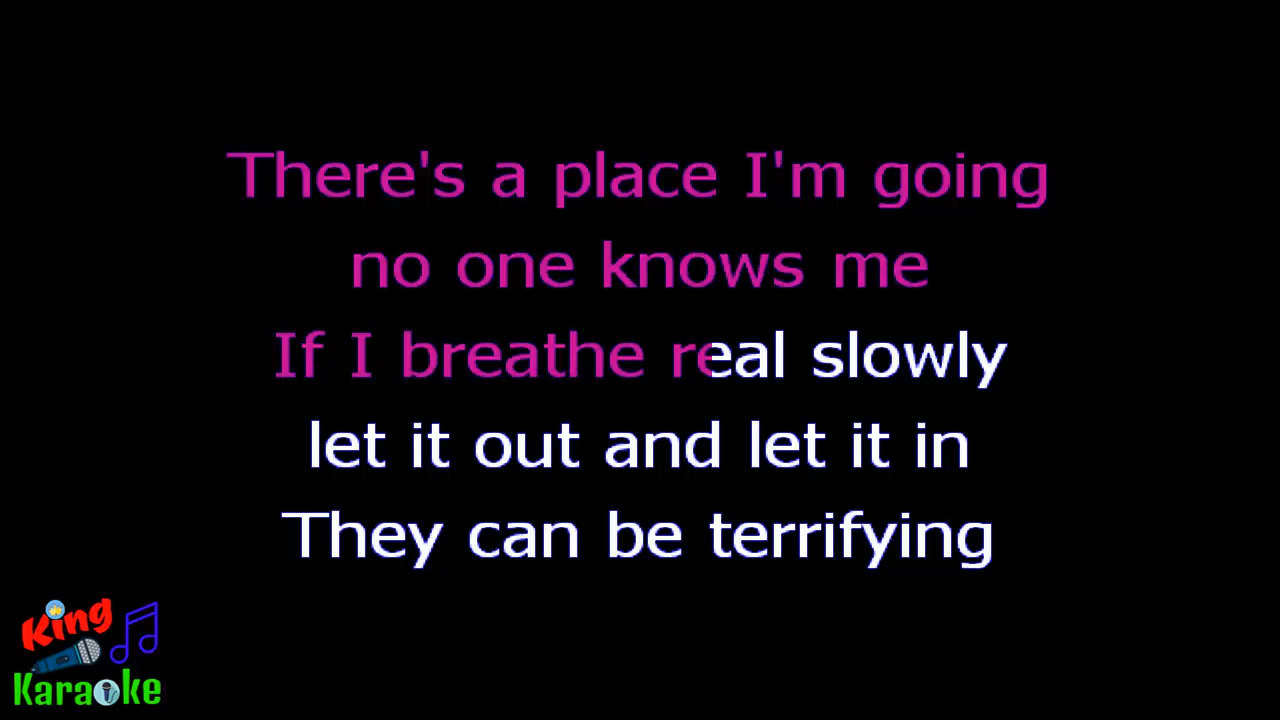 There's a place I'm going
no one knows me
If I breathe real slowly
let it out and let it in
They can be terrifying
King
Karaoke